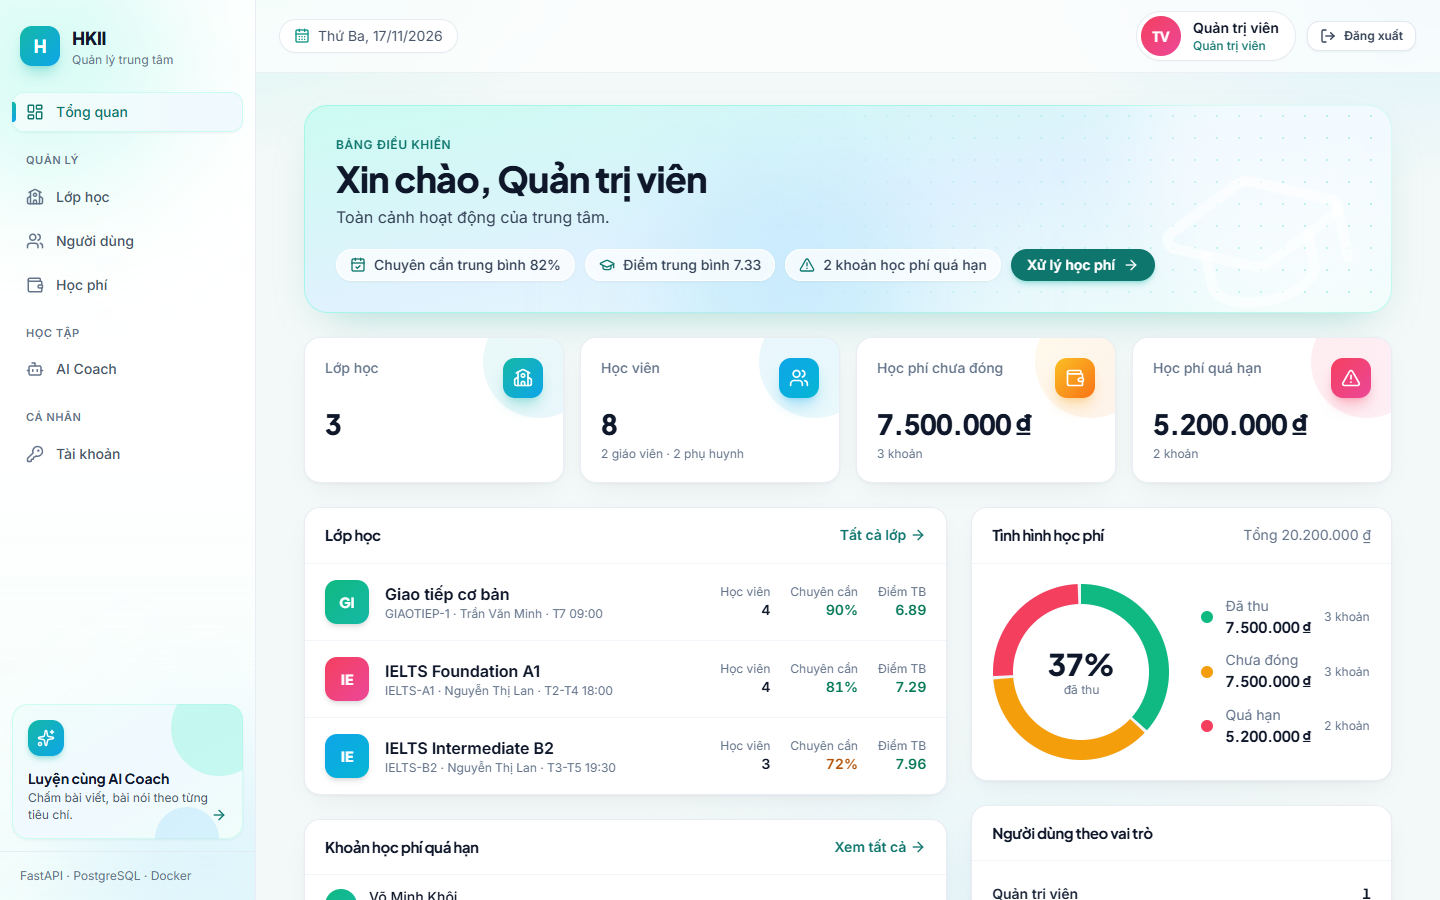 H
HKII
Quản lý trung tâm
Tổng quan
QUẢN LÝ
Lớp học
Người dùng
Học phí
HỌC TẬP
AI Coach
CÁ NHÂN
Tài khoản
Luyện cùng AI Coach
Chấm bài viết, bài nói theo từng
tiêu chí.
FastAPI · PostgreSQL · Docker
Thứ Ba, 17/11/2026
TV
Quản trị viên
Quản trị viên
Đăng xuất
BẢNG ĐIỀU KHIỂN
Xin chào, Quản trị viên
Toàn cảnh hoạt động của trung tâm.
Chuyên cần trung bình 82%
Điểm trung bình 7.33
2 khoản học phí quá hạn
Xử lý học phí
Lớp học
3
Học viên
8
2 giáo viên · 2 phụ huynh
Học phí chưa đóng
7.500.000 ₫
3 khoản
Học phí quá hạn
5.200.000 ₫
2 khoản
Lớp học
Tất cả lớp
GI
Giao tiếp cơ bản
GIAOTIEP-1 · Trần Văn Minh · T7 09:00
Học viên
4
Chuyên cần
90%
Điểm TB
6.89
IE
IELTS Foundation A1
IELTS-A1 · Nguyễn Thị Lan · T2-T4 18:00
Học viên
4
Chuyên cần
81%
Điểm TB
7.29
IE
IELTS Intermediate B2
IELTS-B2 · Nguyễn Thị Lan · T3-T5 19:30
Học viên
3
Chuyên cần
72%
Điểm TB
7.96
Tình hình học phí
Tổng 20.200.000 ₫
37%
đã thu
Đã thu
7.500.000 ₫
3 khoản
Chưa đóng
7.500.000 ₫
3 khoản
Quá hạn
5.200.000 ₫
2 khoản
Khoản học phí quá hạn
Xem tất cả
Võ Minh Khôi
Người dùng theo vai trò
Quản trị viên
1